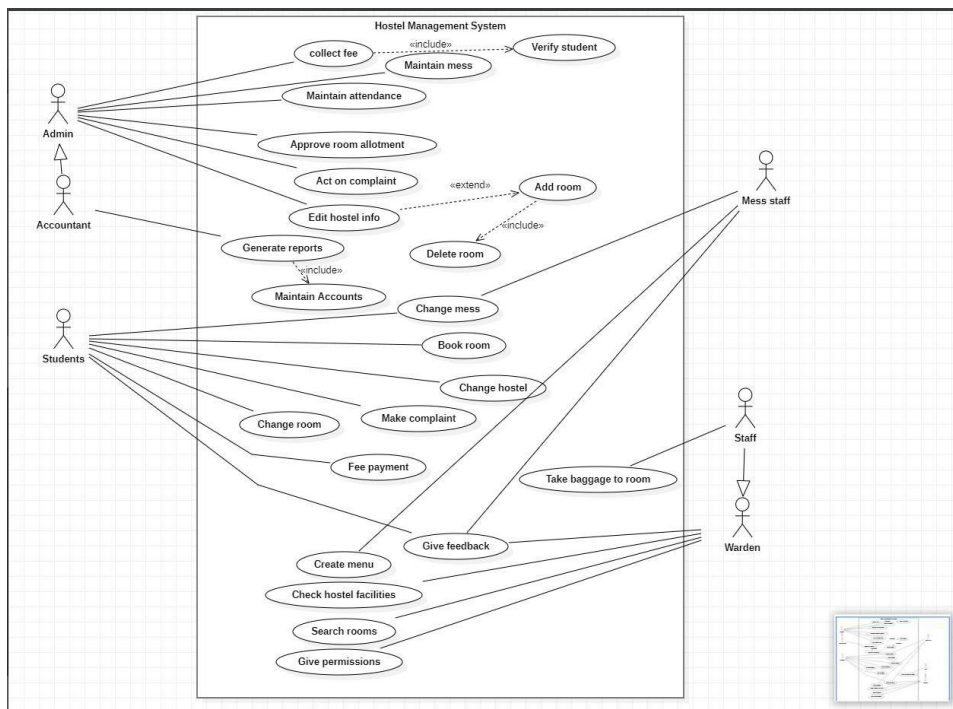 Hostel Management System
collect fee
«include»
Verify student
Maintain mess
Maintain attendance
Admin
Approve room allotment
Act on complaint
«extend»
Add room
Edit hostel info
Accountant
Mess staff
«include»
Generate reports
Delete room
«include»
Maintain Accounts
Change mess
Students
Book room
Change hostel
Change room
Make complaint
Staff
Fee payment
Take baggage to room
Give feedback
Warden
Create menu
Check hostel facilities
Search rooms
Give permissions